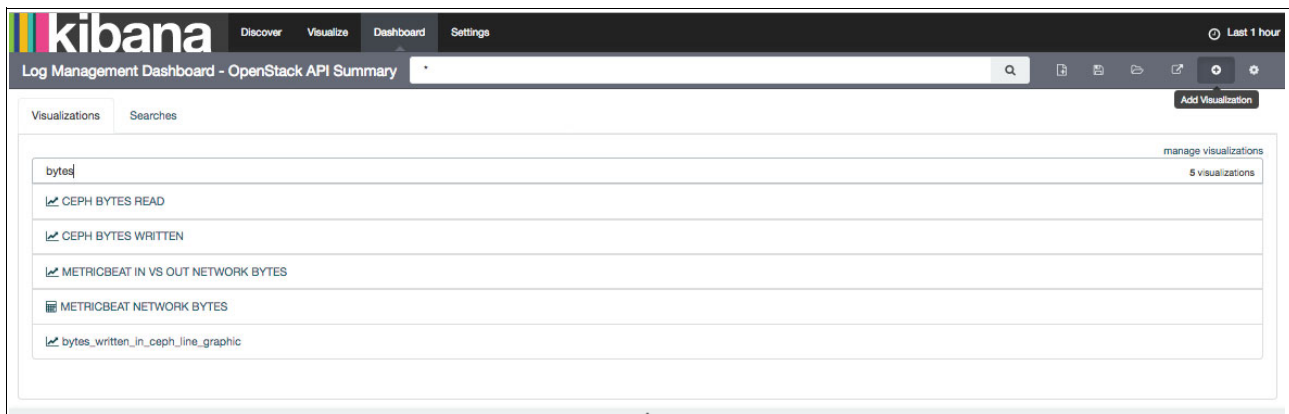 kibana Discover Visualize Dashboard Settings Last 1 hour
Log Management Dashboard - OpenStack API Summary *
Add Visualization
Visualizations Searches
manage visualizations
bytes 5 visualizations
CEPH BYTES READ
CEPH BYTES WRITTEN
METRICBEAT IN VS OUT NETWORK BYTES
METRICBEAT NETWORK BYTES
bytes_written_in_ceph_line_graphic